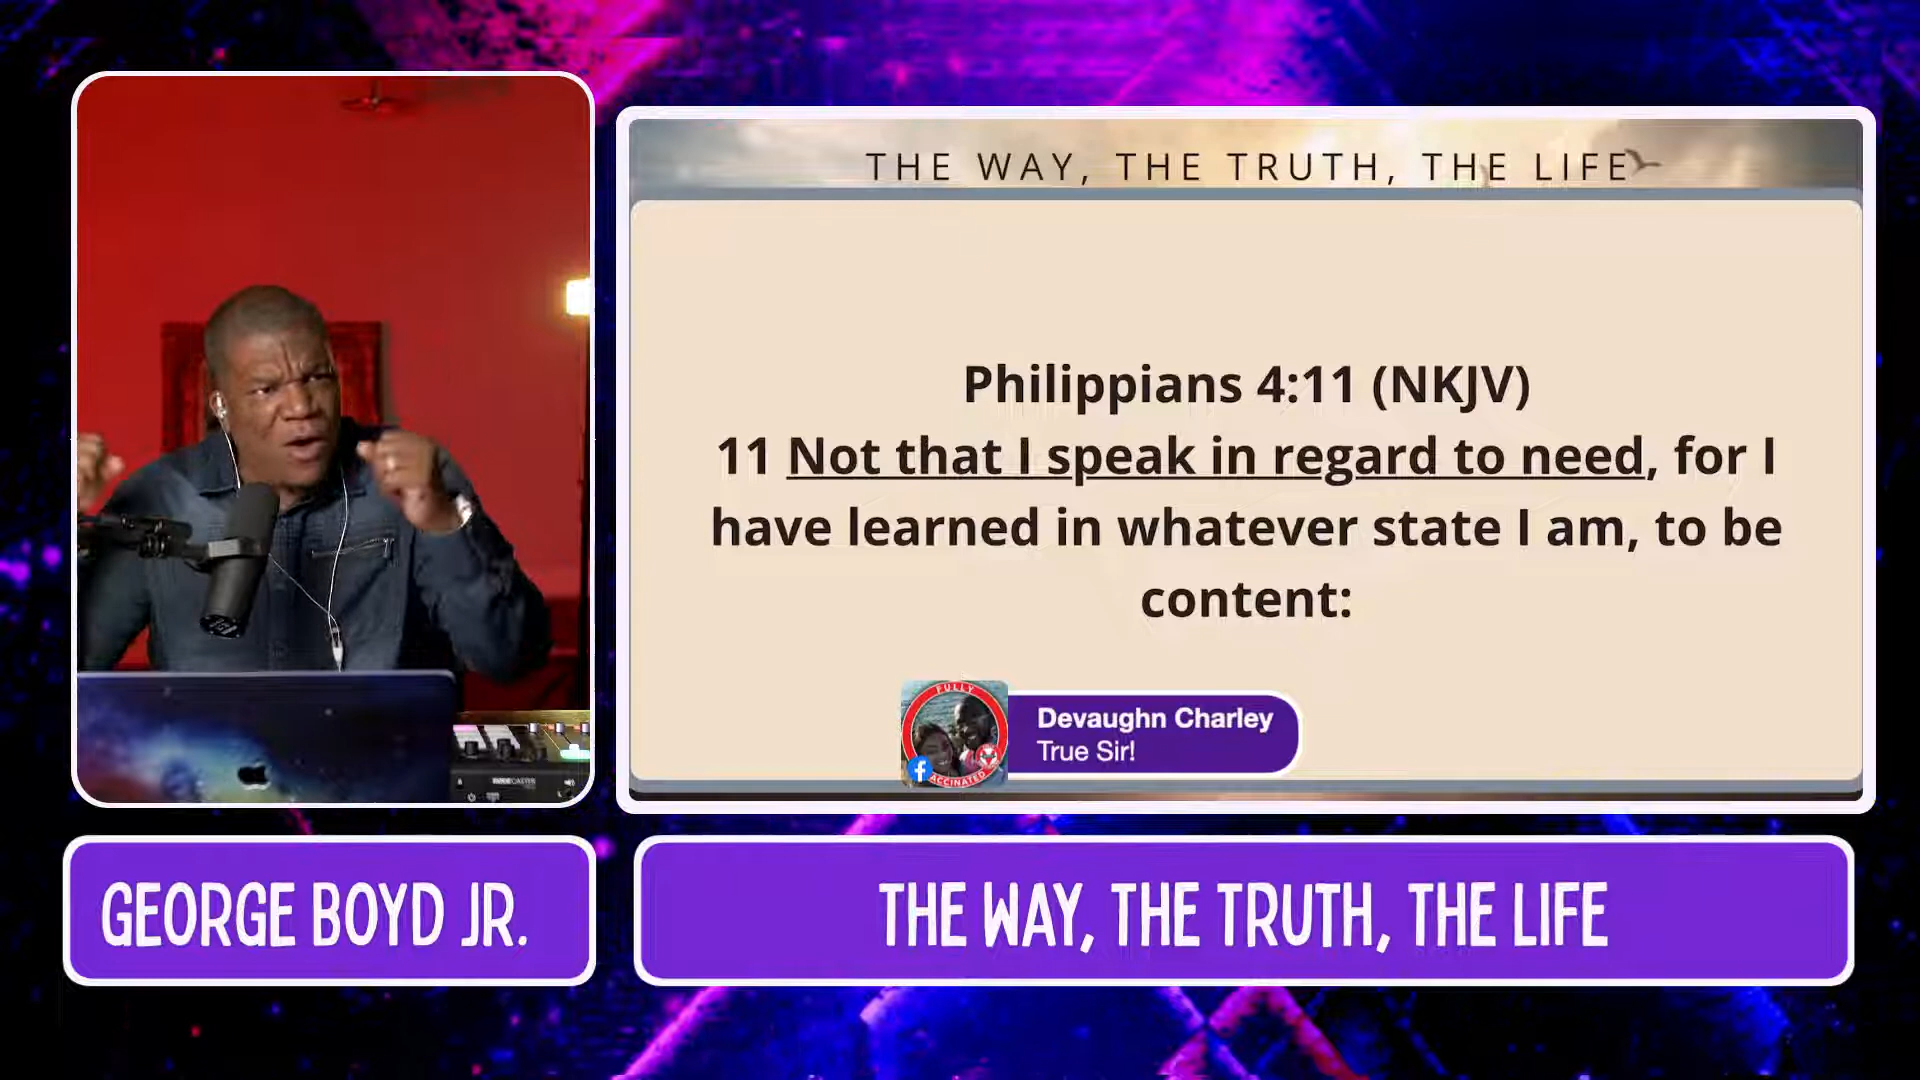 THE WAY, THE TRUTH, THE LIFE
Philippians 4:11 (NKJV)
11 Not that I speak in regard to need, for I
have learned in whatever state I am, to be
content:
FULLY
Devaughn Charley
True Sir!
GEORGE BOYD JR.
THE WAY, THE TRUTH, THE LIFE